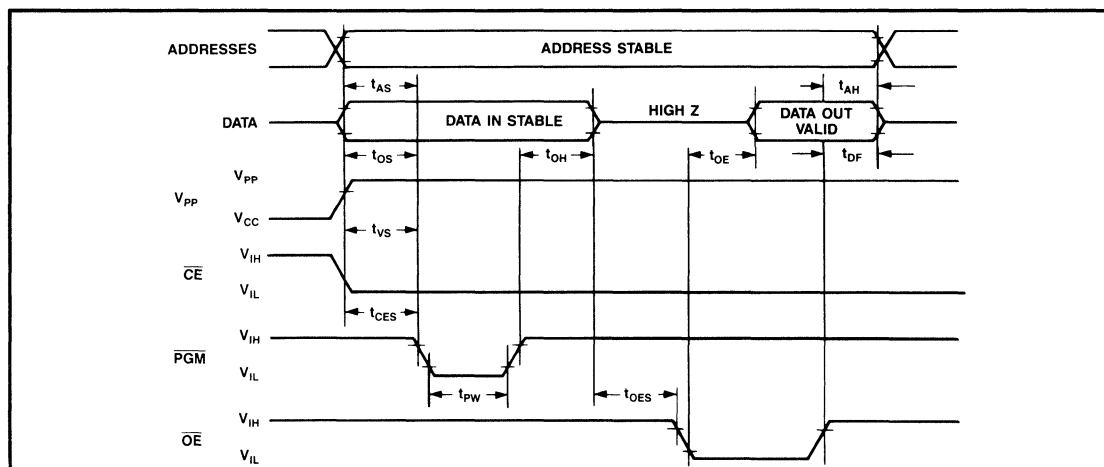 ADDRESSES
ADDRESS STABLE
tAS
tAH
DATA
DATA IN STABLE
HIGH Z
DATA OUT
VALID
tOS
tOH
tOE
tDF
VPP
VPP
VCC
tVS
CE
VIH
VIL
tCES
PGM
VIH
VIL
tPW
tOES
OE
VIH
VIL